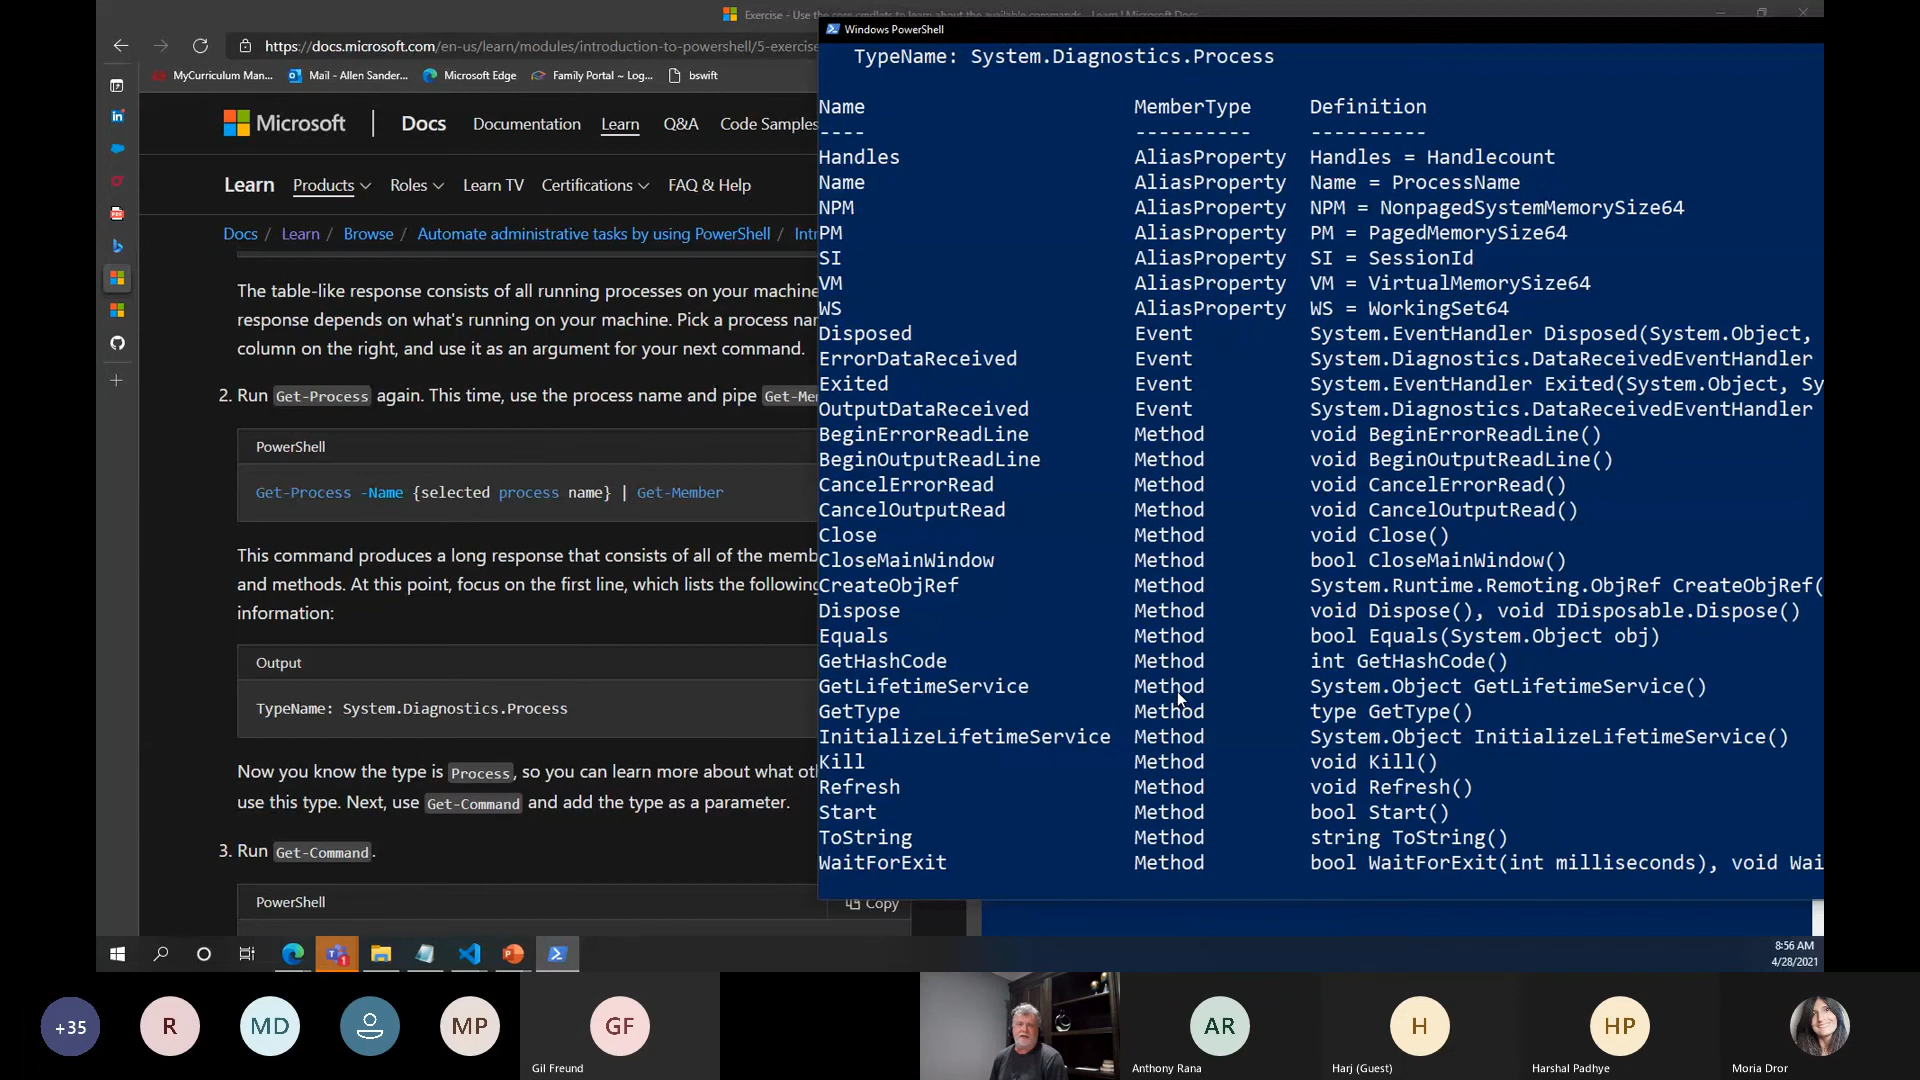 Exercise - Use the core cmdlets to learn about the available commands - Learn | Microsoft Docs
https://docs.microsoft.com/en-us/learn/modules/introduction-to-powershell/5-exercise
MyCurriculum Man...
Mail - Allen Sander...
Microsoft Edge
Family Portal ~ Log...
bswift
Microsoft
Docs
Documentation
Learn
Q&A
Code Samples
Learn
Products
Roles
Learn TV
Certifications
FAQ & Help
Docs / Learn / Browse / Automate administrative tasks by using PowerShell / Int
The table-like response consists of all running processes on your machine
response depends on what's running on your machine. Pick a process na
column on the right, and use it as an argument for your next command.
2. Run Get-Process again. This time, use the process name and pipe Get-Me
PowerShell
Get-Process -Name {selected process name} | Get-Member
This command produces a long response that consists of all of the memb
and methods. At this point, focus on the first line, which lists the following
information:
Output
TypeName: System.Diagnostics.Process
Now you know the type is Process, so you can learn more about what ot
use this type. Next, use Get-Command and add the type as a parameter.
3. Run Get-Command.
PowerShell
Copy
Windows PowerShell
TypeName: System.Diagnostics.Process
Name MemberType Definition
---- ---------- ----------
Handles AliasProperty Handles = Handlecount
Name AliasProperty Name = ProcessName
NPM AliasProperty NPM = NonpagedSystemMemorySize64
PM AliasProperty PM = PagedMemorySize64
SI AliasProperty SI = SessionId
VM AliasProperty VM = VirtualMemorySize64
WS AliasProperty WS = WorkingSet64
Disposed Event System.EventHandler Disposed(System.Object,
ErrorDataReceived Event System.Diagnostics.DataReceivedEventHandler
Exited Event System.EventHandler Exited(System.Object, Sy
OutputDataReceived Event System.Diagnostics.DataReceivedEventHandler
BeginErrorReadLine Method void BeginErrorReadLine()
BeginOutputReadLine Method void BeginOutputReadLine()
CancelErrorRead Method void CancelErrorRead()
CancelOutputRead Method void CancelOutputRead()
Close Method void Close()
CloseMainWindow Method bool CloseMainWindow()
CreateObjRef Method System.Runtime.Remoting.ObjRef CreateObjRef(
Dispose Method void Dispose(), void IDisposable.Dispose()
Equals Method bool Equals(System.Object obj)
GetHashCode Method int GetHashCode()
GetLifetimeService Method System.Object GetLifetimeService()
GetType Method type GetType()
InitializeLifetimeService Method System.Object InitializeLifetimeService()
Kill Method void Kill()
Refresh Method void Refresh()
Start Method bool Start()
ToString Method string ToString()
WaitForExit Method bool WaitForExit(int milliseconds), void Wai
8:56 AM
4/28/2021
+35
R
MD
MP
GF
Gil Freund
AR
Anthony Rana
H
Harj (Guest)
HP
Harshal Padhye
Moria Dror